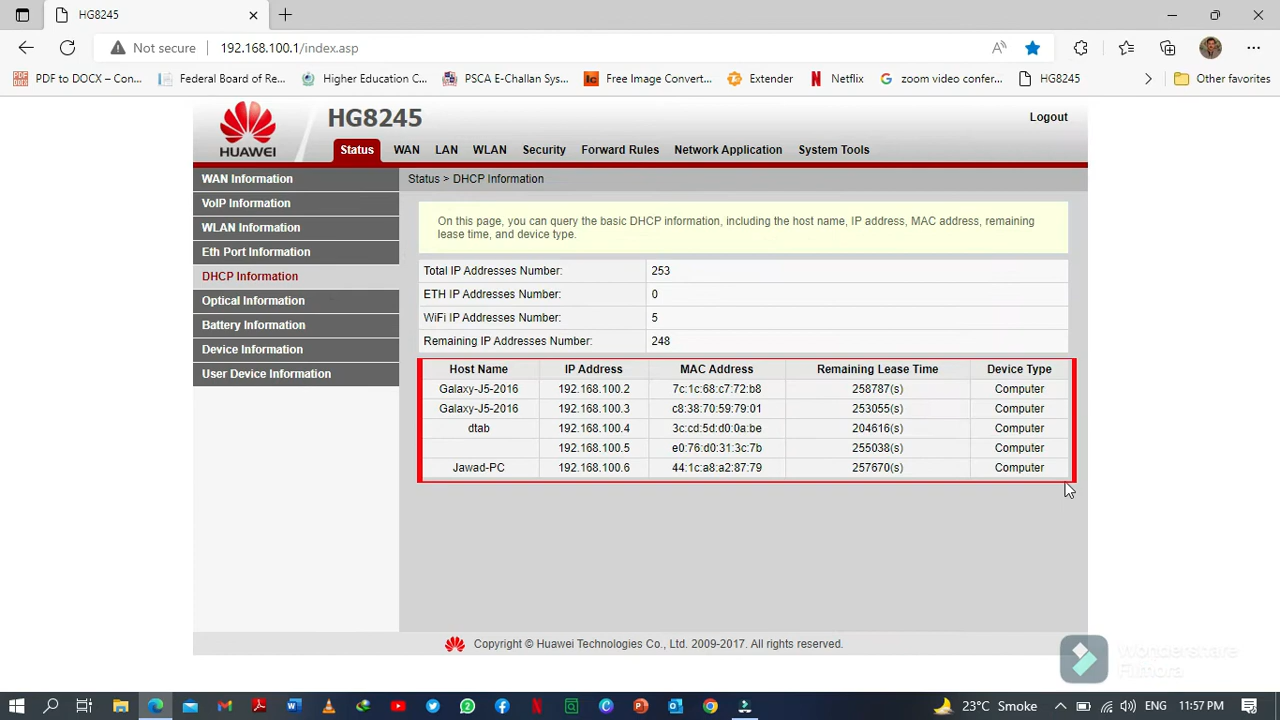 HG8245
Not secure 192.168.100.1/index.asp
PDF to DOCX – Con... Federal Board of Re... Higher Education C... PSCA E-Challan Sys... Free Image Convert... Extender Netflix zoom video confer... HG8245 Other favorites
HUAWEI
HG8245
Logout
Status WAN LAN WLAN Security Forward Rules Network Application System Tools
WAN Information
VoIP Information
WLAN Information
Eth Port Information
DHCP Information
Optical Information
Battery Information
Device Information
User Device Information
Status > DHCP Information
On this page, you can query the basic DHCP information, including the host name, IP address, MAC address, remaining
lease time, and device type.
Total IP Addresses Number: 253
ETH IP Addresses Number: 0
WiFi IP Addresses Number: 5
Remaining IP Addresses Number: 248
Host Name IP Address MAC Address Remaining Lease Time Device Type
Galaxy-J5-2016 192.168.100.2 7c:1c:68:c7:72:b8 258787(s) Computer
Galaxy-J5-2016 192.168.100.3 c8:38:70:59:79:01 253055(s) Computer
dtab 192.168.100.4 3c:cd:5d:d0:0a:be 204616(s) Computer
192.168.100.5 e0:76:d0:31:3c:7b 255038(s) Computer
Jawad-PC 192.168.100.6 44:1c:a8:a2:87:79 257670(s) Computer
Copyright © Huawei Technologies Co., Ltd. 2009-2017. All rights reserved.
Wondershare
Filmora
23°C Smoke ENG 11:57 PM